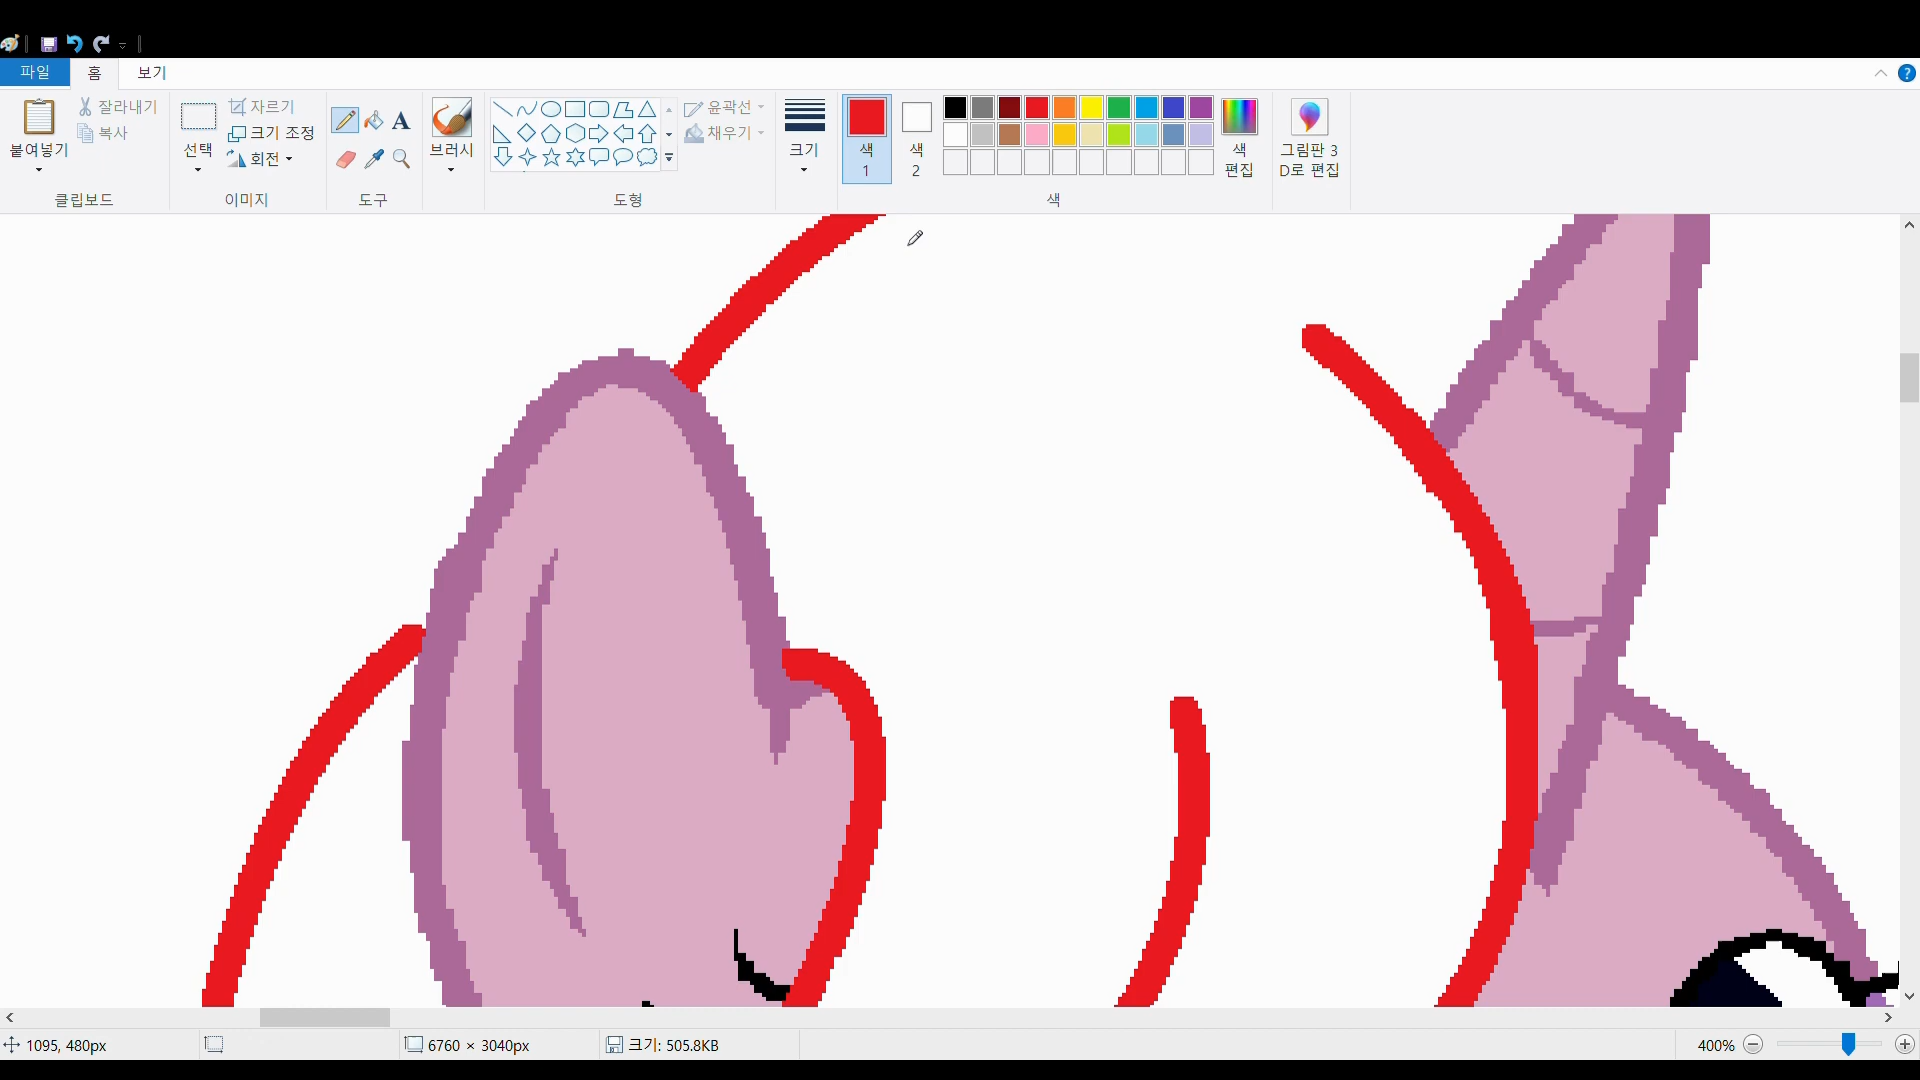 파일 홈 보기
붙여넣기
잘라내기
복사
클립보드
선택
자르기
크기 조정
회전
이미지
A
도구
브러시
윤곽선
채우기
도형
크기
색
1
색
2
색
편집
색
그림판 3
D로 편집
?
1095, 480px
6760 × 3040px
크기: 505.8KB
400%